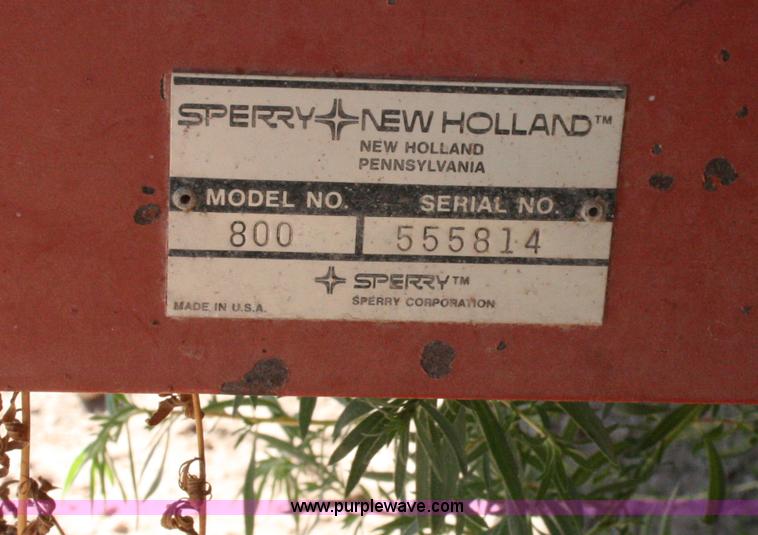 SPERRY NEW HOLLAND™
NEW HOLLAND
PENNSYLVANIA
MODEL NO. SERIAL NO.
800 555814
SPERRY™
SPERRY CORPORATION
MADE IN U.S.A.
www.purplewave.com